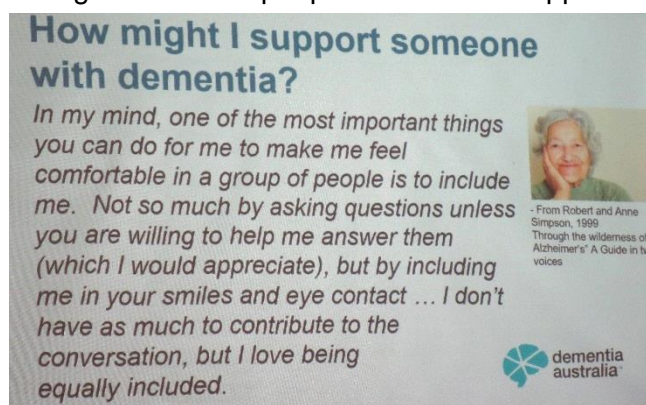 How might I support someone
with dementia?
In my mind, one of the most important things
you can do for me to make me feel
comfortable in a group of people is to include
me. Not so much by asking questions unless
you are willing to help me answer them
(which I would appreciate), but by including
me in your smiles and eye contact ... I don't
have as much to contribute to the
conversation, but I love being
equally included.
- From Robert and Anne
Simpson, 1999
Through the wilderness of
Alzheimer's" A Guide in
voices
dementia
australia